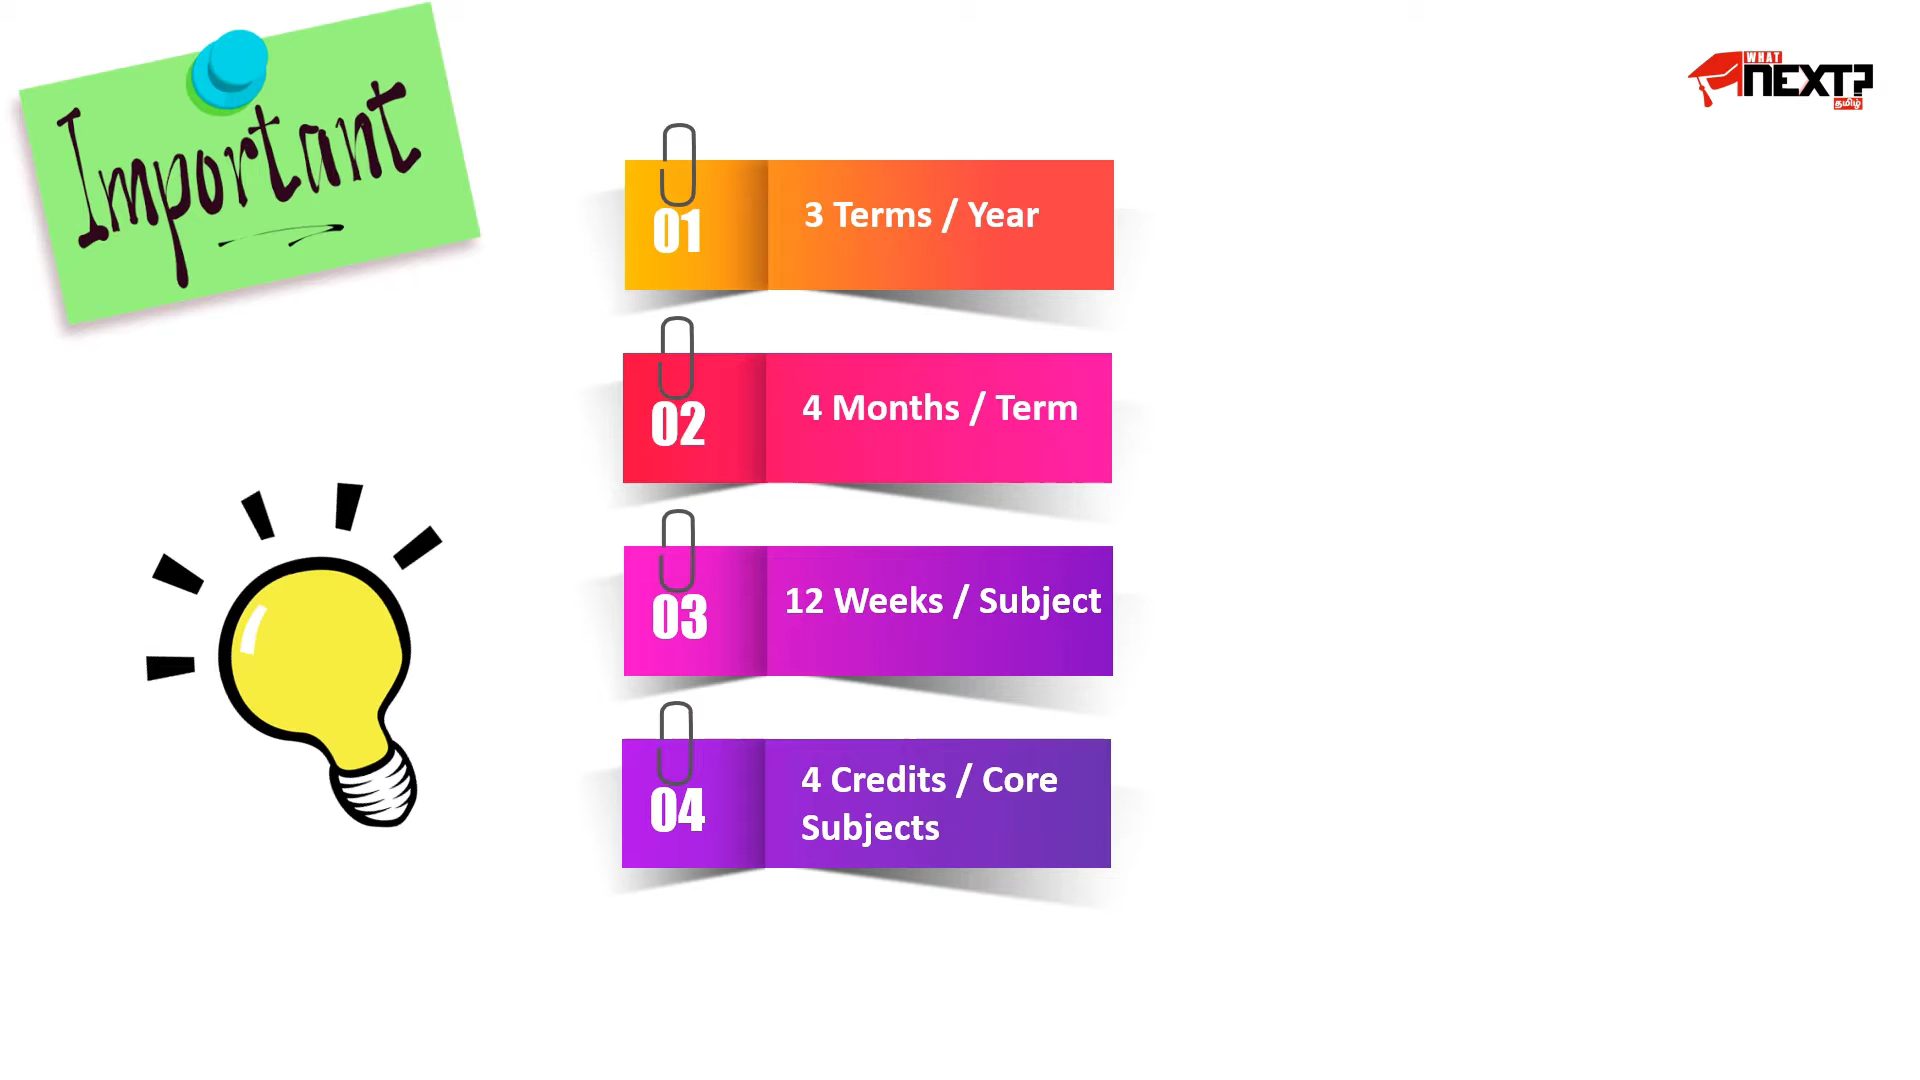 Important
WHAT
NEXT?
தமிழ்
01
3 Terms / Year
02
4 Months / Term
03
12 Weeks / Subject
04
4 Credits / Core
Subjects